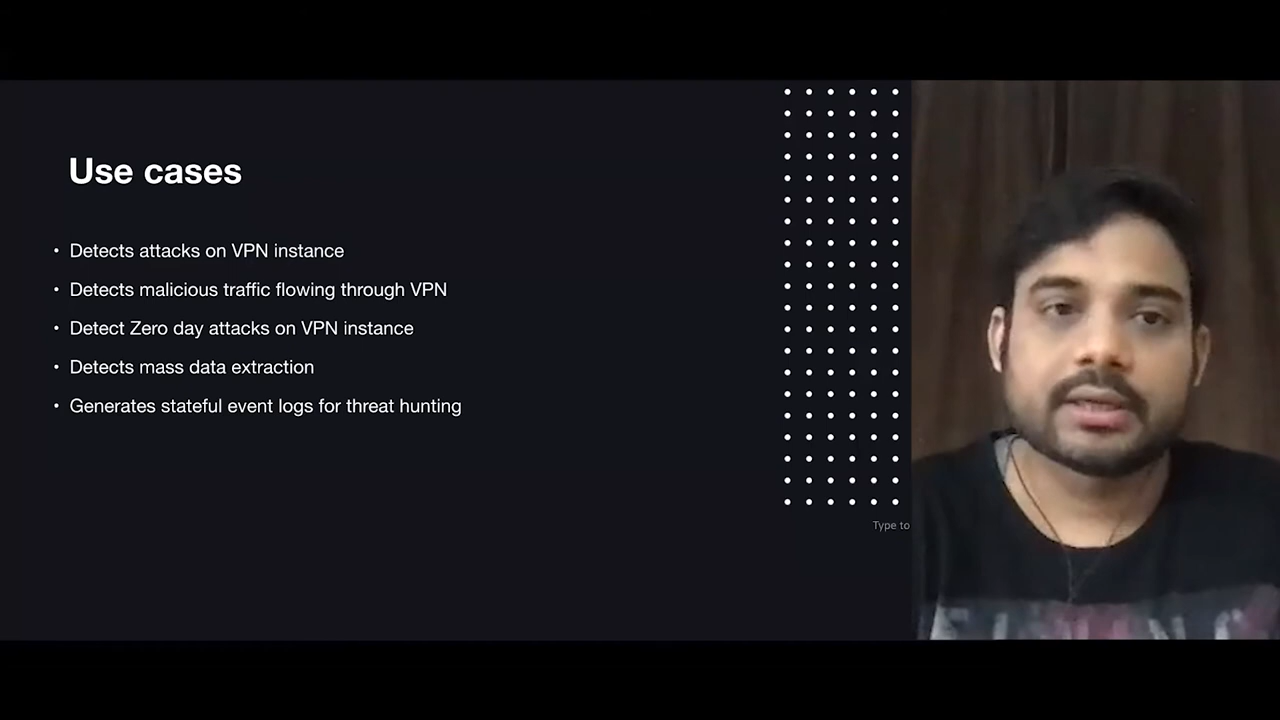 Use cases
• Detects attacks on VPN instance
• Detects malicious traffic flowing through VPN
• Detect Zero day attacks on VPN instance
• Detects mass data extraction
• Generates stateful event logs for threat hunting
Type to